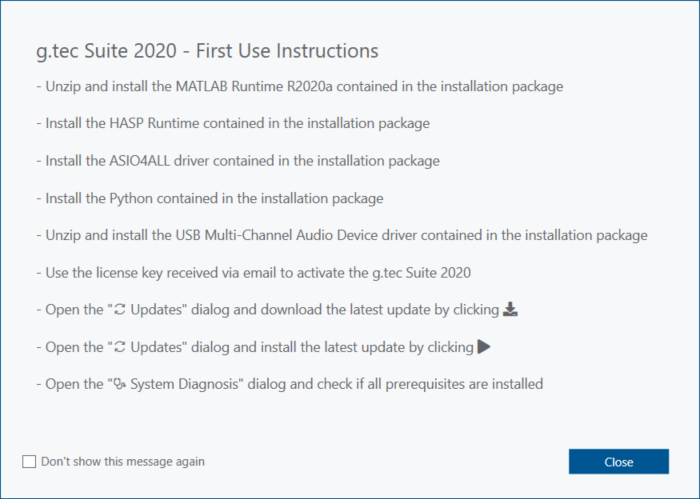 g.tec Suite 2020 - First Use Instructions
- Unzip and install the MATLAB Runtime R2020a contained in the installation package
- Install the HASP Runtime contained in the installation package
- Install the ASIO4ALL driver contained in the installation package
- Install the Python contained in the installation package
- Unzip and install the USB Multi-Channel Audio Device driver contained in the installation package
- Use the license key received via email to activate the g.tec Suite 2020
- Open the " Updates" dialog and download the latest update by clicking
- Open the " Updates" dialog and install the latest update by clicking
- Open the " System Diagnosis" dialog and check if all prerequisites are installed
Don't show this message again
Close